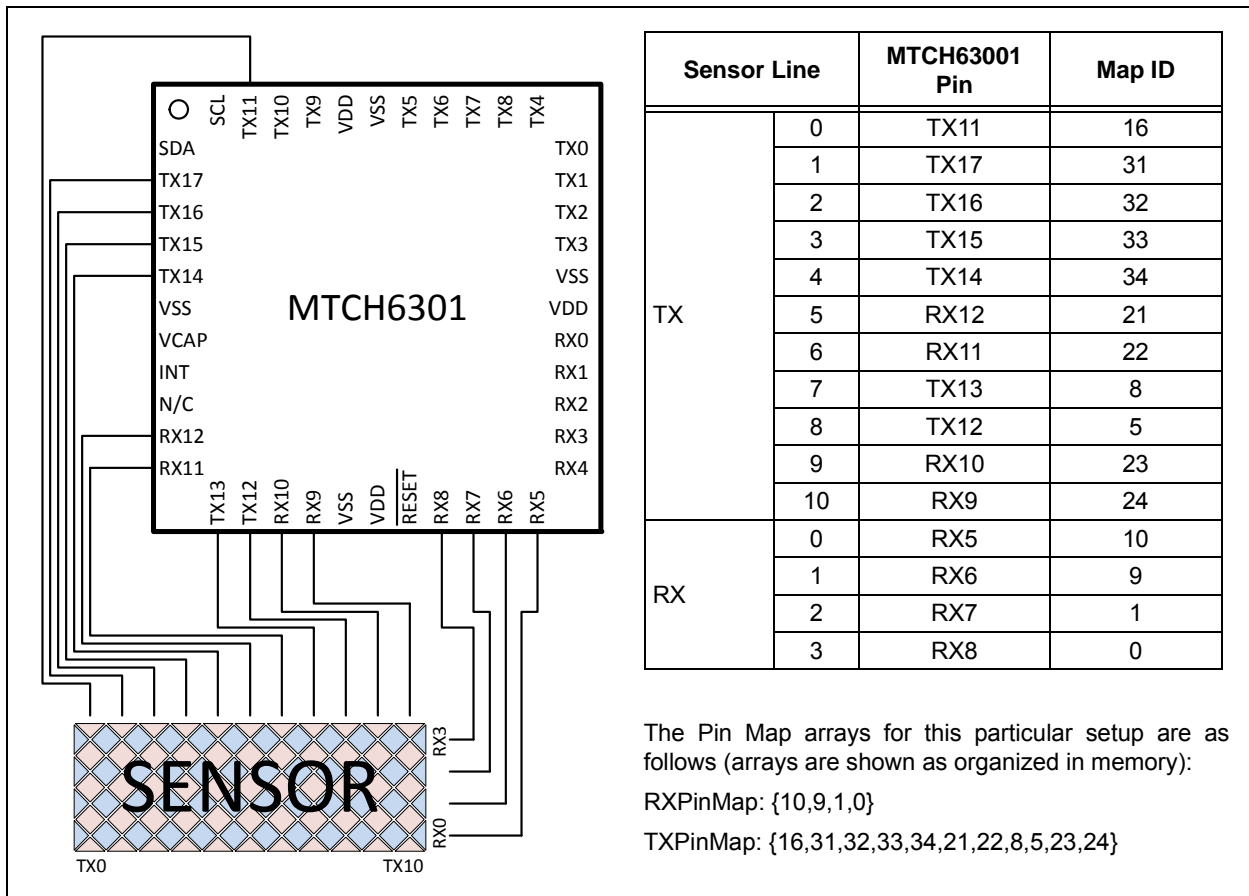 SCL
TX11
TX10
TX9
VDD
VSS
TX5
TX6
TX7
TX8
TX4
SDA
TX17
TX16
TX15
TX14
VSS
VCAP
INT
N/C
RX12
RX11
MTCH6301
TX0
TX1
TX2
TX3
VSS
VDD
RX0
RX1
RX2
RX3
RX4
TX13
TX12
RX10
RX9
VSS
VDD
RESET
RX8
RX7
RX6
RX5
SENSOR
RX3
RX0
TX0
TX10
Sensor Line MTCH63001 Pin Map ID
TX
0 TX11 16
1 TX17 31
2 TX16 32
3 TX15 33
4 TX14 34
5 RX12 21
6 RX11 22
7 TX13 8
8 TX12 5
9 RX10 23
10 RX9 24
RX
0 RX5 10
1 RX6 9
2 RX7 1
3 RX8 0
The Pin Map arrays for this particular setup are as
follows (arrays are shown as organized in memory):
RXPinMap: {10,9,1,0}
TXPinMap: {16,31,32,33,34,21,22,8,5,23,24}